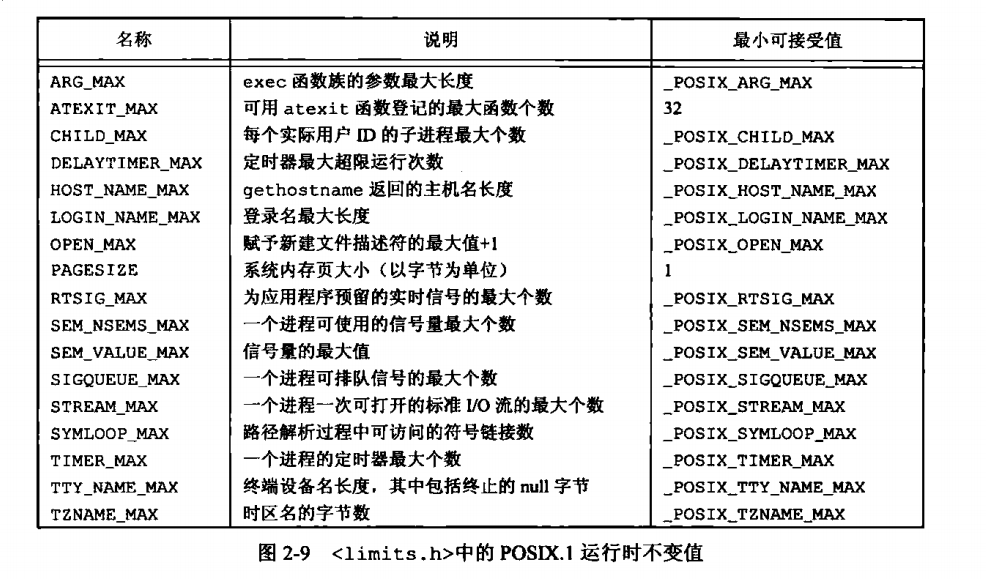 名称 说明 最小可接受值
ARG_MAX exec 函数族的参数最大长度 _POSIX_ARG_MAX
ATEXIT_MAX 可用 atexit 函数登记的最大函数个数 32
CHILD_MAX 每个实际用户 ID 的子进程最大个数 _POSIX_CHILD_MAX
DELAYTIMER_MAX 定时器最大超限运行次数 _POSIX_DELAYTIMER_MAX
HOST_NAME_MAX gethostname 返回的主机名长度 _POSIX_HOST_NAME_MAX
LOGIN_NAME_MAX 登录名最大长度 _POSIX_LOGIN_NAME_MAX
OPEN_MAX 赋予新建文件描述符的最大值+1 _POSIX_OPEN_MAX
PAGESIZE 系统内存页大小（以字节为单位） 1
RTSIG_MAX 为应用程序预留的实时信号的最大个数 _POSIX_RTSIG_MAX
SEM_NSEMS_MAX 一个进程可使用的信号量最大个数 _POSIX_SEM_NSEMS_MAX
SEM_VALUE_MAX 信号量的最大值 _POSIX_SEM_VALUE_MAX
SIGQUEUE_MAX 一个进程可排队信号的最大个数 _POSIX_SIGQUEUE_MAX
STREAM_MAX 一个进程一次可打开的标准 I/O 流的最大个数 _POSIX_STREAM_MAX
SYMLOOP_MAX 路径解析过程中可访问的符号链接数 _POSIX_SYMLOOP_MAX
TIMER_MAX 一个进程的定时器最大个数 _POSIX_TIMER_MAX
TTY_NAME_MAX 终端设备名长度，其中包括终止的 null 字节 _POSIX_TTY_NAME_MAX
TZNAME_MAX 时区名的字节数 _POSIX_TZNAME_MAX
图 2-9 <limits.h>中的 POSIX.1 运行时不变值